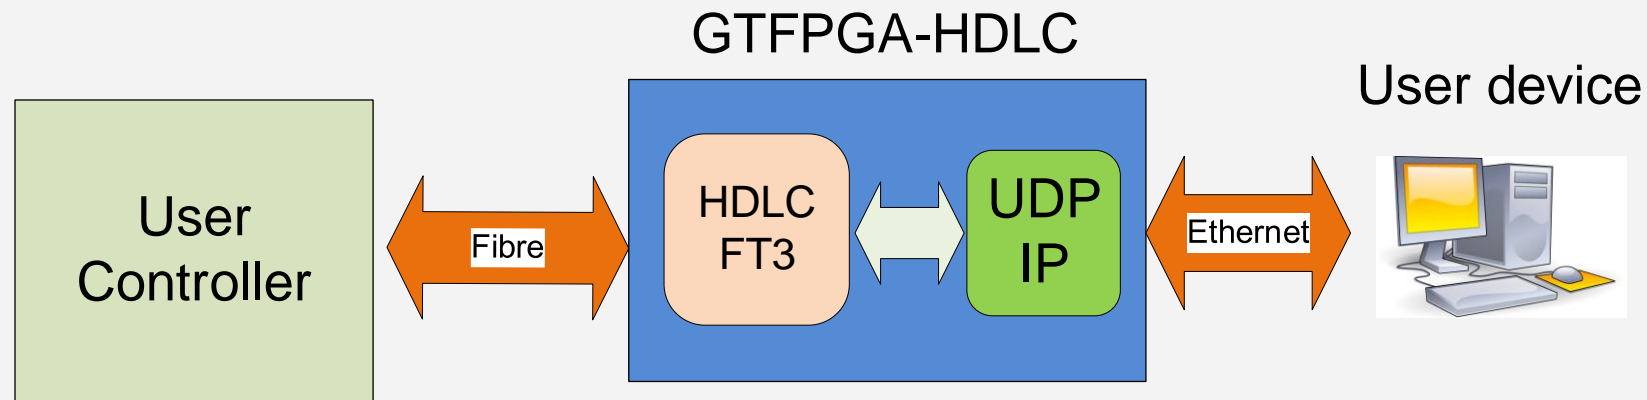 GTFPGA-HDLC
User device
User
Controller
Fibre
HDLC
FT3
UDP
IP
Ethernet